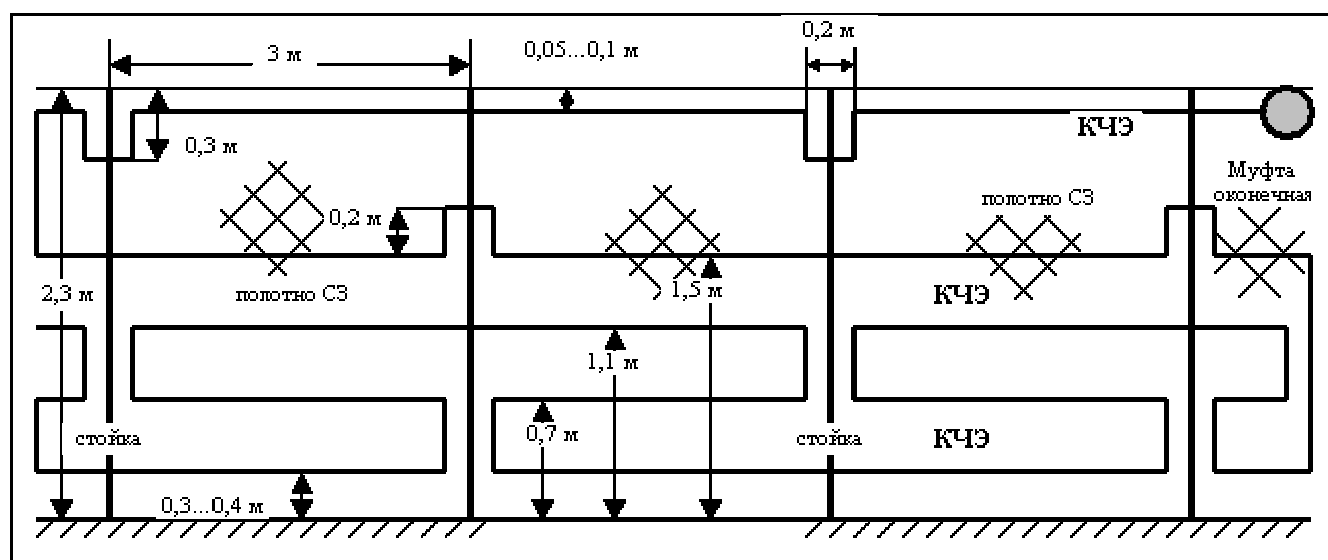 0,2 м
3 м
0,05...0,1 м
КЧЭ
0,3 м
Муфта
оконечная
полотно СЗ
0,2 м
2,3 м
полотно СЗ
1,5 м
КЧЭ
1,1 м
0,7 м
стойка
стойка
КЧЭ
0,3...0,4 м